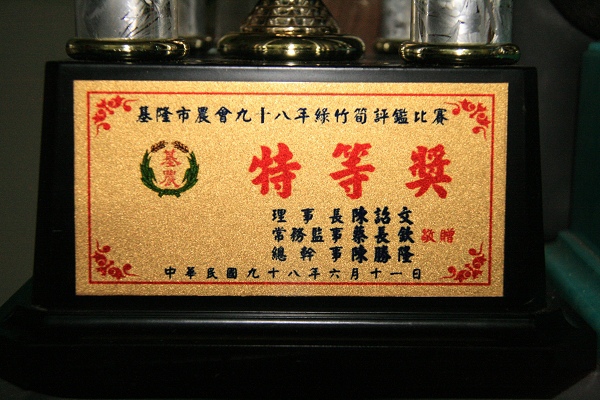 基隆市農會九十八年綠竹筍評鑑比賽
基農
特等獎
理事長陳詒文
常務監事蔡長欽 敬贈
總幹事陳勝隆
中華民國九十八年六月十一日